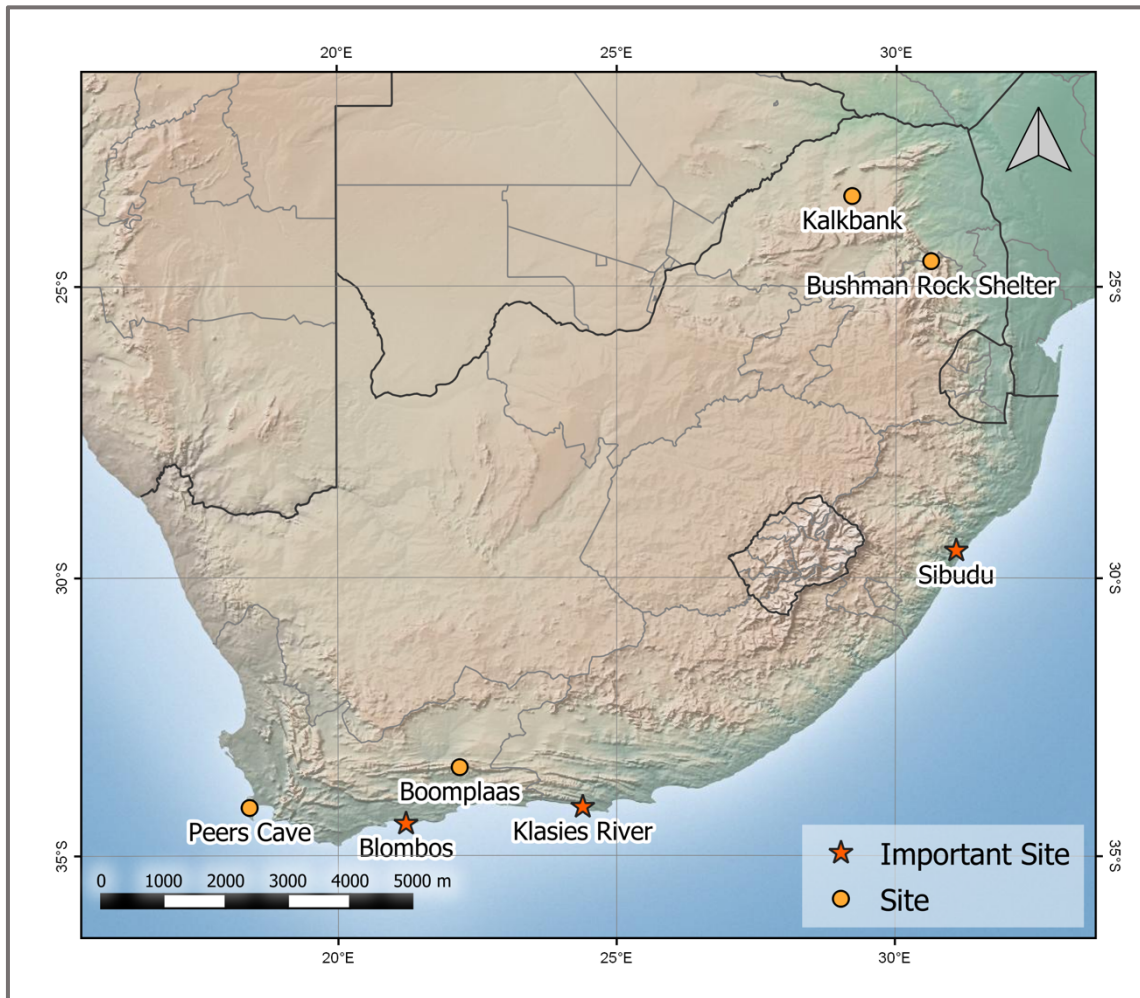 20°E 25°E 30°E
Kalkbank
Bushman Rock Shelter
25°S 25°S
Sibudu
30°S 30°S
Boomplaas
Peers Cave
Blombos
Klasies River
35°S 35°S
0 1000 2000 3000 4000 5000 m
Important Site
Site
20°E 25°E 30°E